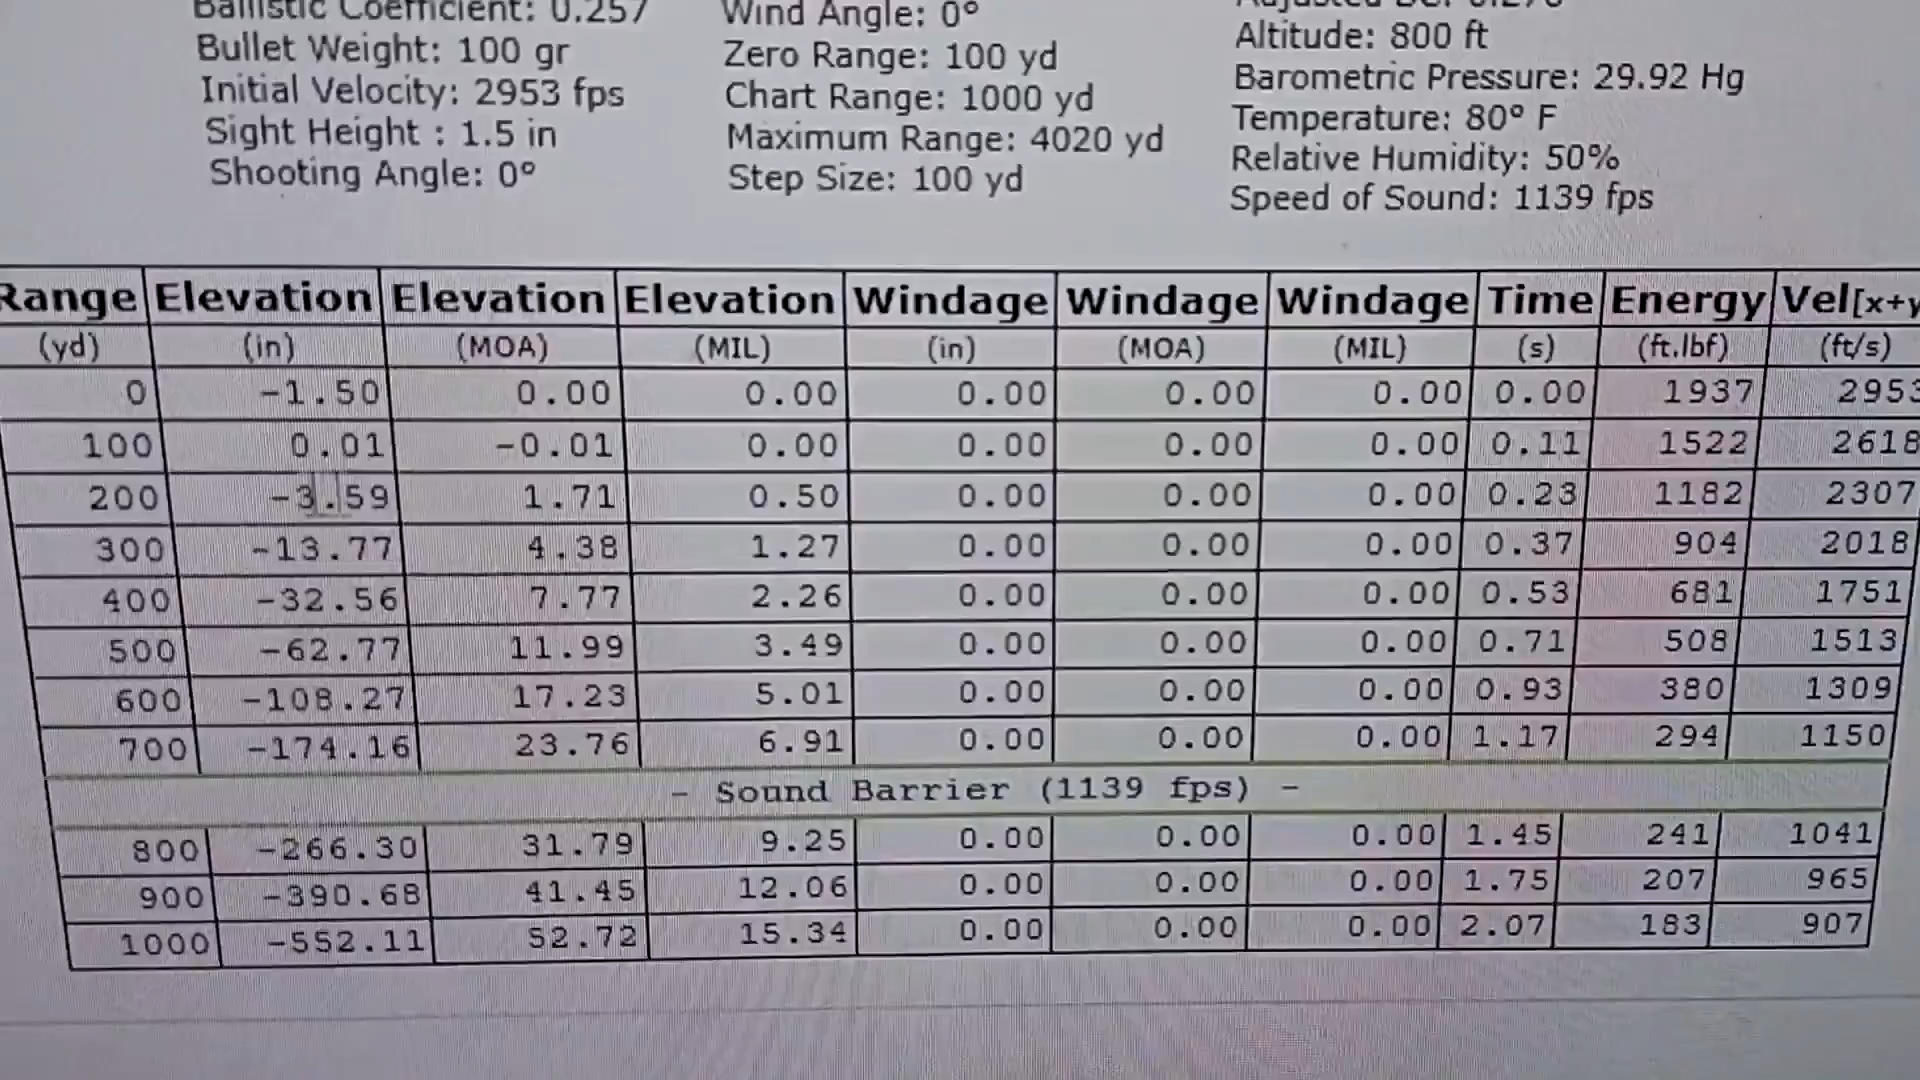 Ballistic Coefficient: 0.257 Wind Angle: 0°
Bullet Weight: 100 gr Zero Range: 100 yd Altitude: 800 ft
Initial Velocity: 2953 fps Chart Range: 1000 yd Barometric Pressure: 29.92 Hg
Sight Height : 1.5 in Maximum Range: 4020 yd Temperature: 80° F
Shooting Angle: 0° Step Size: 100 yd Relative Humidity: 50%
Speed of Sound: 1139 fps
Range Elevation Elevation Elevation Windage Windage Windage Time Energy Vel[x+y
(yd) (in) (MOA) (MIL) (in) (MOA) (MIL) (s) (ft.lbf) (ft/s)
0 -1.50 0.00 0.00 0.00 0.00 0.00 0.00 1937 2953
100 0.01 -0.01 0.00 0.00 0.00 0.00 0.11 1522 2618
200 -3.59 1.71 0.50 0.00 0.00 0.00 0.23 1182 2307
300 -13.77 4.38 1.27 0.00 0.00 0.00 0.37 904 2018
400 -32.56 7.77 2.26 0.00 0.00 0.00 0.53 681 1751
500 -62.77 11.99 3.49 0.00 0.00 0.00 0.71 508 1513
600 -108.27 17.23 5.01 0.00 0.00 0.00 0.93 380 1309
700 -174.16 23.76 6.91 0.00 0.00 0.00 1.17 294 1150
- Sound Barrier (1139 fps) -
800 -266.30 31.79 9.25 0.00 0.00 0.00 1.45 241 1041
900 -390.68 41.45 12.06 0.00 0.00 0.00 1.75 207 965
1000 -552.11 52.72 15.34 0.00 0.00 0.00 2.07 183 907